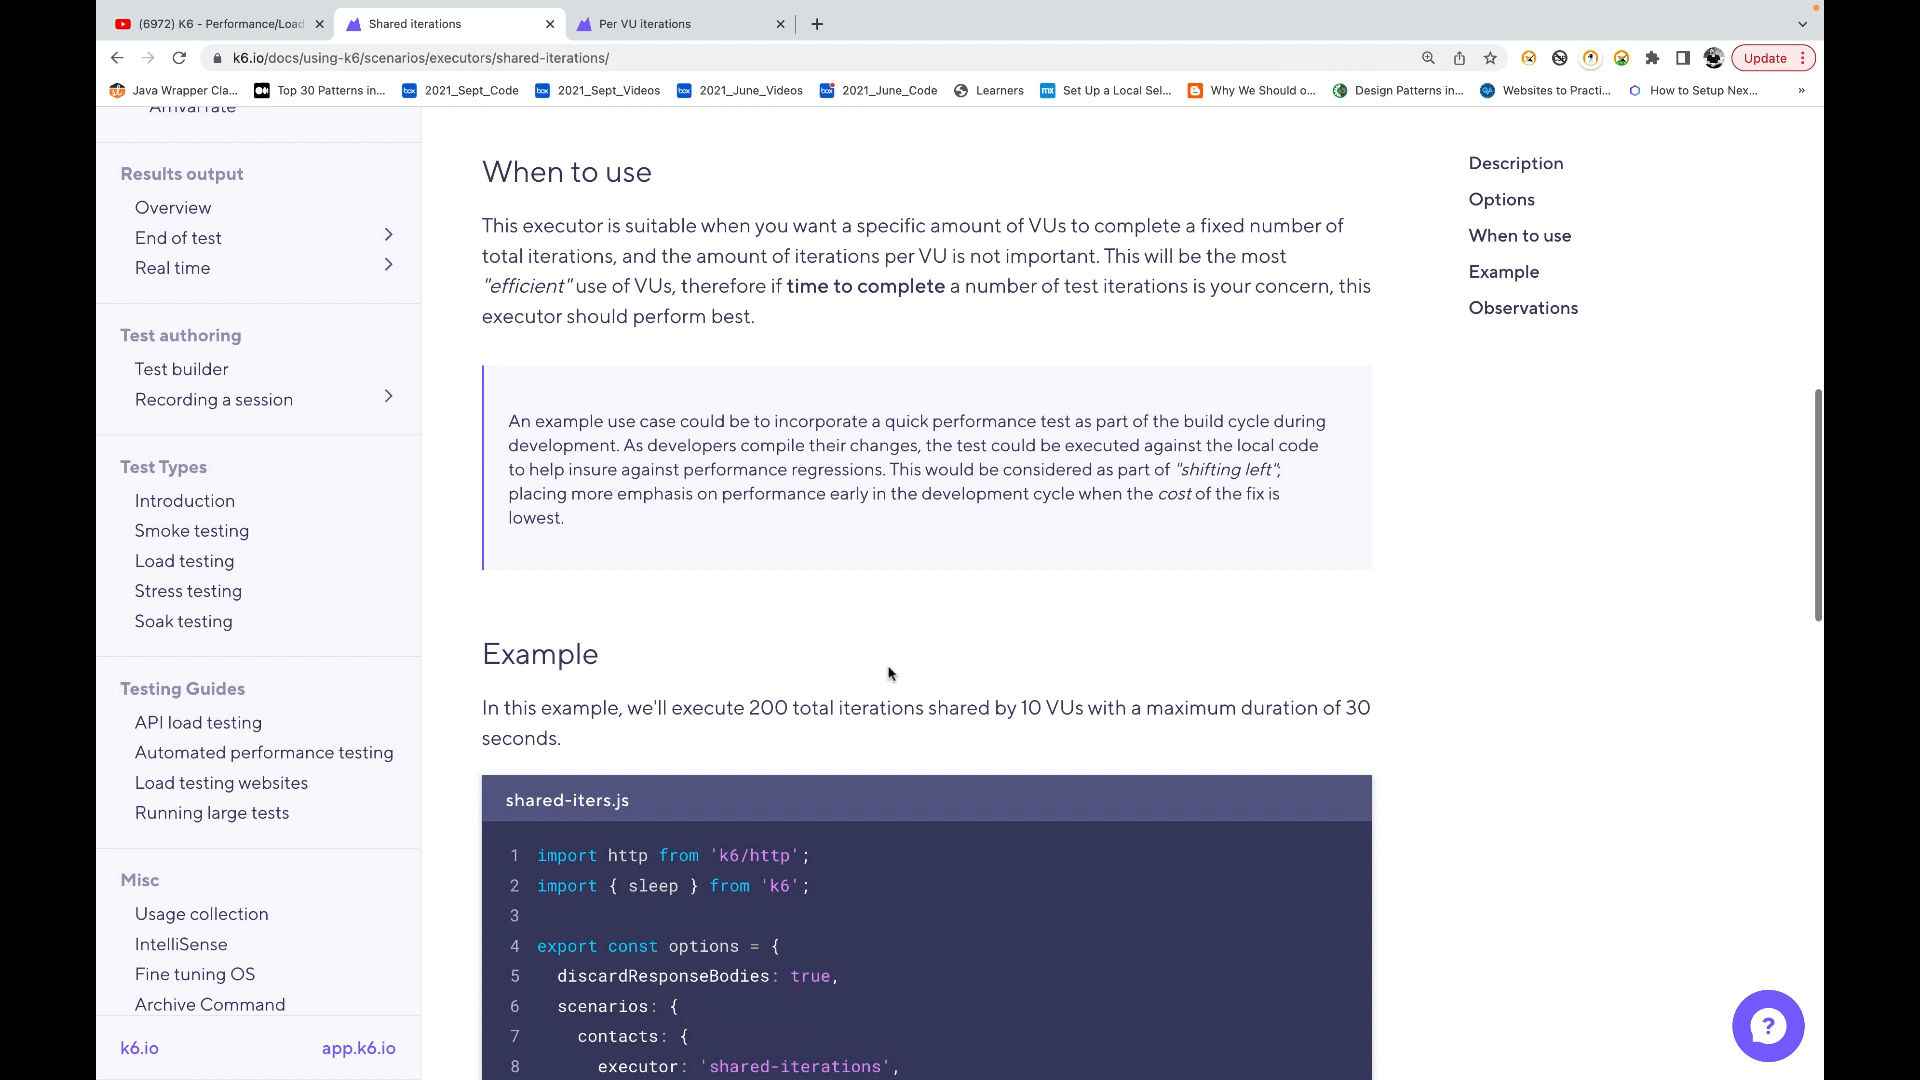 (6972) K6 - Performance/Load
Shared iterations
Per VU iterations
k6.io/docs/using-k6/scenarios/executors/shared-iterations/
Update
Java Wrapper Cla...
Top 30 Patterns in...
2021_Sept_Code
2021_Sept_Videos
2021_June_Videos
2021_June_Code
Learners
Set Up a Local Sel...
Why We Should o...
Design Patterns in...
Websites to Practi...
How to Setup Nex...
»
Arrival rate
Results output
Overview
End of test
Real time
Test authoring
Test builder
Recording a session
Test Types
Introduction
Smoke testing
Load testing
Stress testing
Soak testing
Testing Guides
API load testing
Automated performance testing
Load testing websites
Running large tests
Misc
Usage collection
IntelliSense
Fine tuning OS
Archive Command
k6.io
app.k6.io
When to use
This executor is suitable when you want a specific amount of VUs to complete a fixed number of
total iterations, and the amount of iterations per VU is not important. This will be the most
"efficient" use of VUs, therefore if time to complete a number of test iterations is your concern, this
executor should perform best.
An example use case could be to incorporate a quick performance test as part of the build cycle during
development. As developers compile their changes, the test could be executed against the local code
to help insure against performance regressions. This would be considered as part of "shifting left";
placing more emphasis on performance early in the development cycle when the cost of the fix is
lowest.
Example
In this example, we'll execute 200 total iterations shared by 10 VUs with a maximum duration of 30
seconds.
shared-iters.js
1 import http from 'k6/http';
2 import { sleep } from 'k6';
3
4 export const options = {
5 discardResponseBodies: true,
6 scenarios: {
7 contacts: {
8 executor: 'shared-iterations',
Description
Options
When to use
Example
Observations